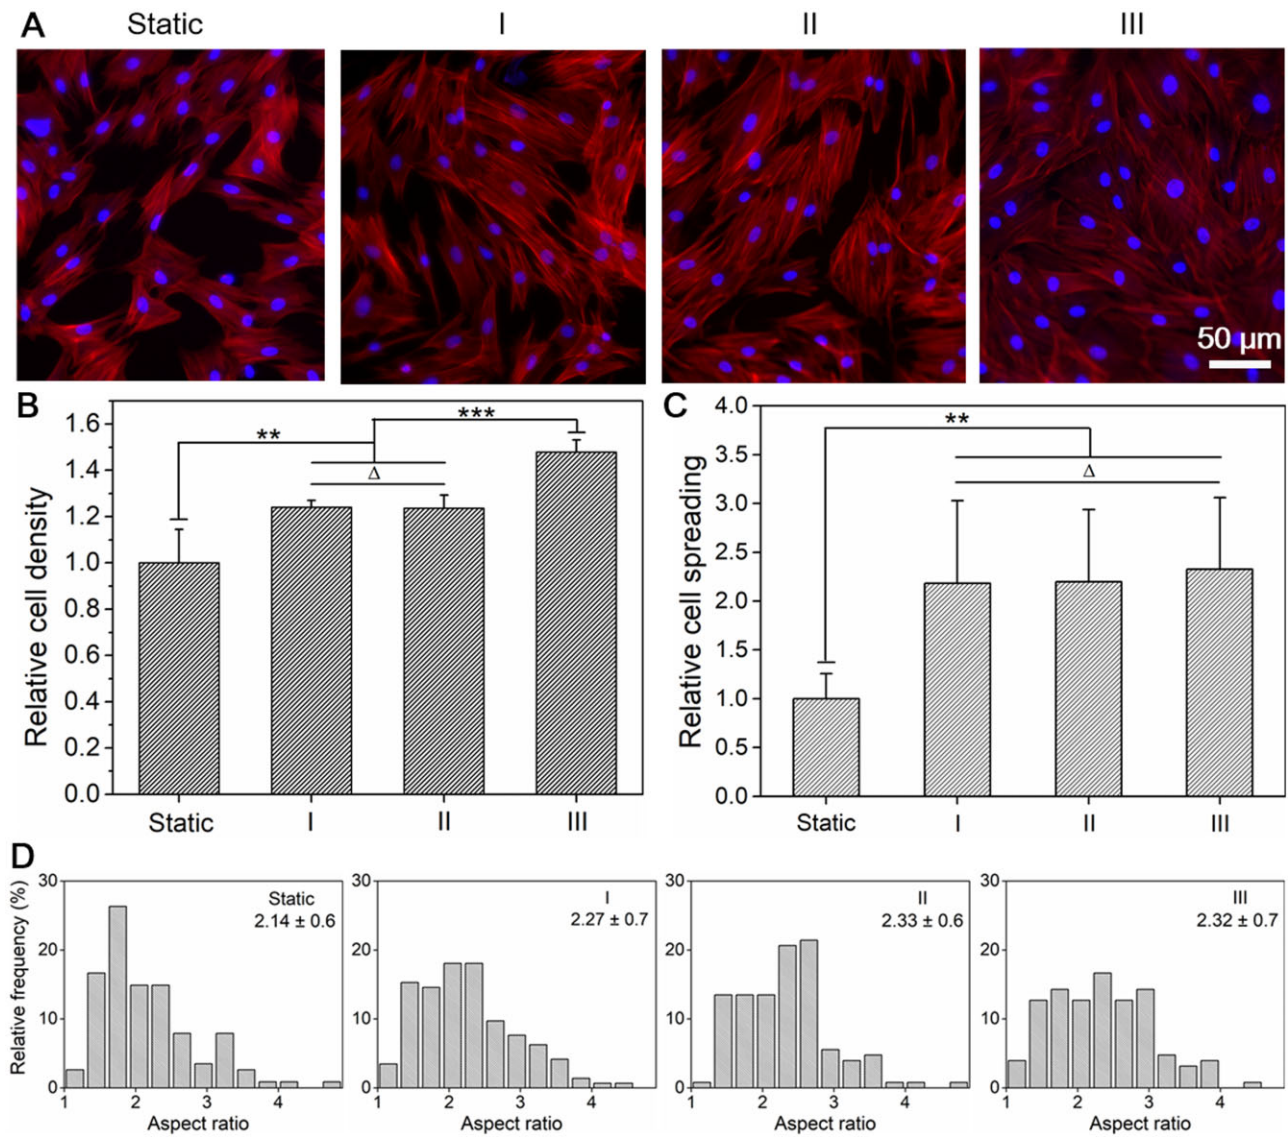 A Static I II III
50 μm
B
Relative cell density
1.6
1.4
1.2
1.0
0.8
0.6
0.4
0.2
0.0
** ***
Δ
Static I II III
C
Relative cell spreading
4.0
3.5
3.0
2.5
2.0
1.5
1.0
0.5
0.0
**
Δ
Static I II III
D
Relative frequency (%)
30
20
10
0
Static
2.14 ± 0.6
1 2 3 4
Aspect ratio
30
20
10
0
I
2.27 ± 0.7
1 2 3 4
Aspect ratio
30
20
10
0
II
2.33 ± 0.6
1 2 3 4
Aspect ratio
30
20
10
0
III
2.32 ± 0.7
1 2 3 4
Aspect ratio